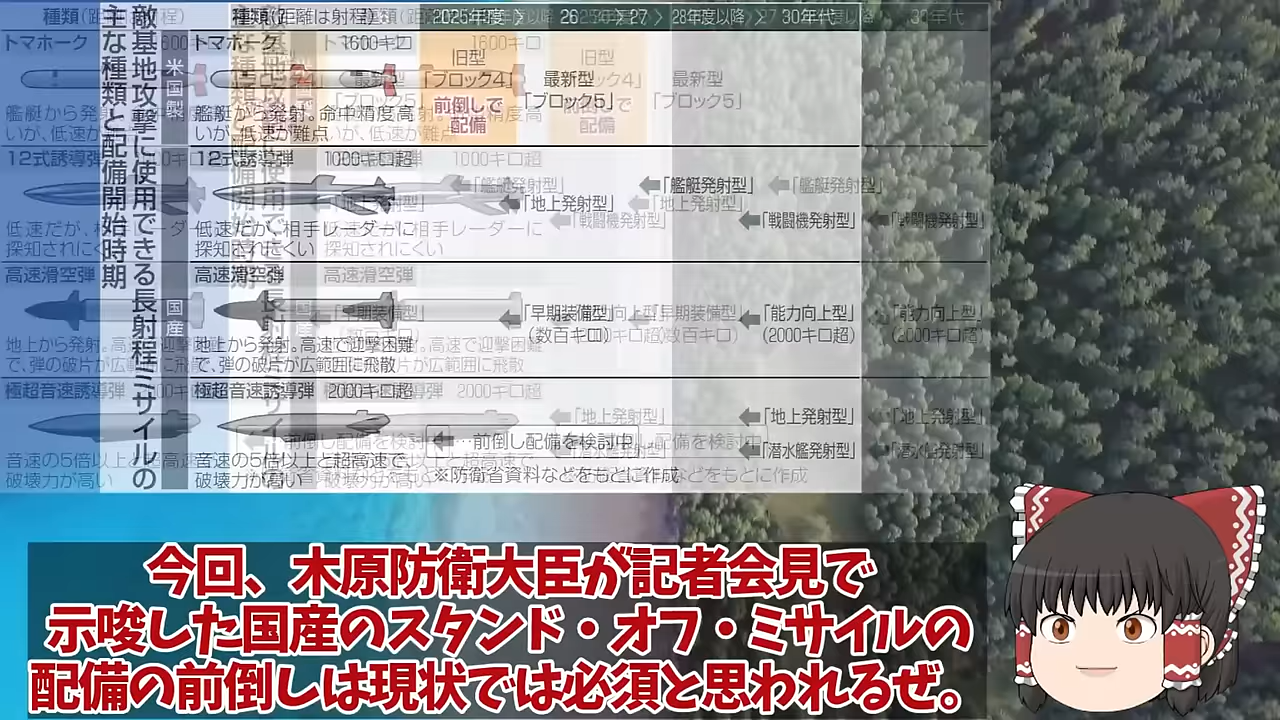 敵基地攻撃に使用できる長射程ミサイルの
主な種類と配備開始時期
種類(距離は射程) 2025年度 26 27 28年度以降 30年代
米国製
トマホーク 1600キロ
艦艇から発射。命中精度高
いが、低速が難点
旧型
「ブロック4」
前倒しで
配備
最新型
「ブロック5」
国産
12式誘導弾 1000キロ超
低速だが、相手レーダーに
探知されにくい
「地上発射型」
「艦艇発射型」
「戦闘機発射型」
高速滑空弾
地上から発射。高速で迎撃困難
で、弾の破片が広範囲に飛散
「早期装備型」
(数百キロ)
「能力向上型」
(2000キロ超)
極超音速誘導弾 2000キロ超
音速の5倍以上と超高速で、
破壊力が高い
「地上発射型」
「潜水艦発射型」
…前倒し配備を検討中
※防衛省資料などをもとに作成
今回、木原防衛大臣が記者会見で
示唆した国産のスタンド・オフ・ミサイルの
配備の前倒しは現状では必須と思われるぜ。